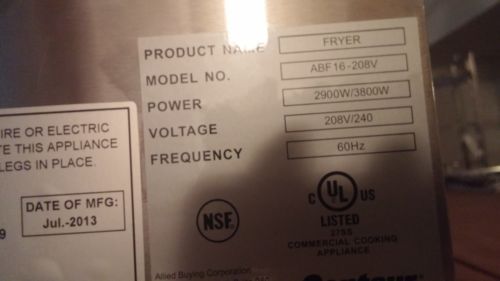 PRODUCT NAME FRYER
MODEL NO. ABF16-208V
POWER 2900W/3800W
VOLTAGE 208V/240
FREQUENCY 60Hz
IRE OR ELECTRIC
TE THIS APPLIANCE
LEGS IN PLACE.
DATE OF MFG:
Jul.-2013
9
NSF
C UL US
LISTED
COMMERCIAL COOKING
APPLIANCE
Allied Buying Corporation